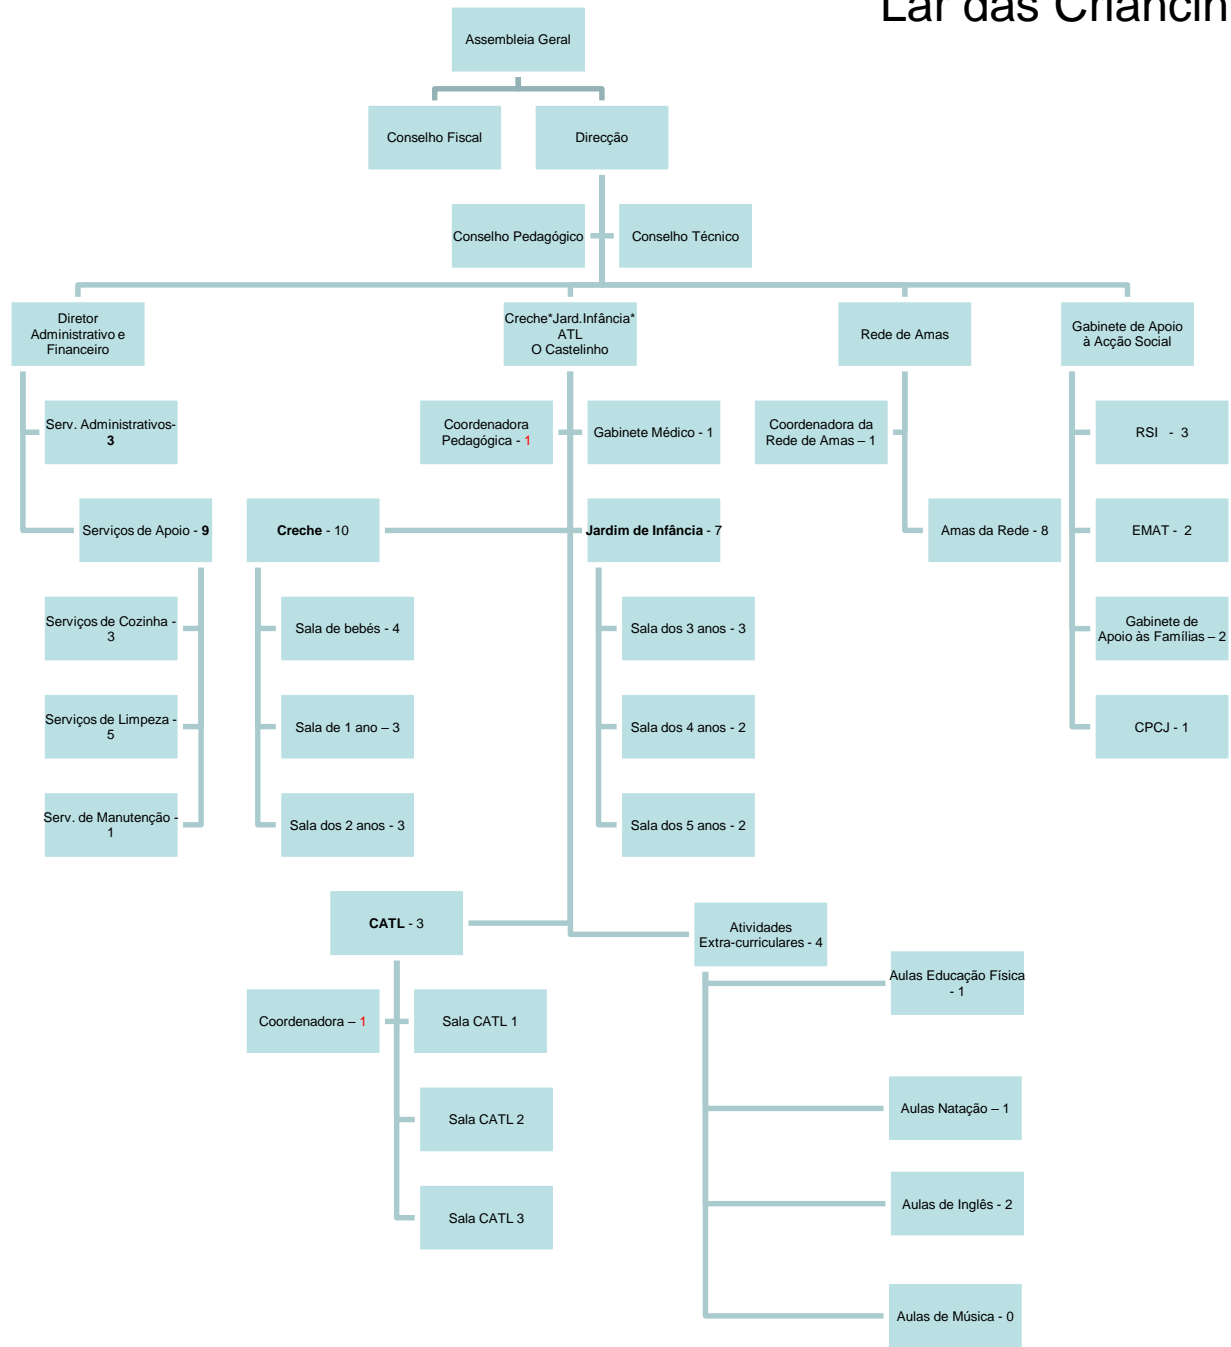 Lar das Criancin
Assembleia Geral
Conselho Fiscal
Direcção
Conselho Pedagógico
Conselho Técnico
Diretor
Administrativo e
Financeiro
Creche*Jard.Infância*
ATL
O Castelinho
Rede de Amas
Gabinete de Apoio
à Acção Social
Serv. Administrativos-
3
Coordenadora
Pedagógica - 1
Gabinete Médico - 1
Coordenadora da
Rede de Amas – 1
RSI - 3
Serviços de Apoio - 9
Creche - 10
Jardim de Infância - 7
Amas da Rede - 8
EMAT - 2
Serviços de Cozinha -
3
Sala de bebés - 4
Sala dos 3 anos - 3
Gabinete de
Apoio às Famílias – 2
Serviços de Limpeza -
5
Sala de 1 ano – 3
Sala dos 4 anos - 2
CPCJ - 1
Serv. de Manutenção -
1
Sala dos 2 anos - 3
Sala dos 5 anos - 2
CATL - 3
Atividades
Extra-curriculares - 4
Aulas Educação Física
- 1
Coordenadora – 1
Sala CATL 1
Aulas Natação – 1
Sala CATL 2
Aulas de Inglês - 2
Sala CATL 3
Aulas de Música - 0